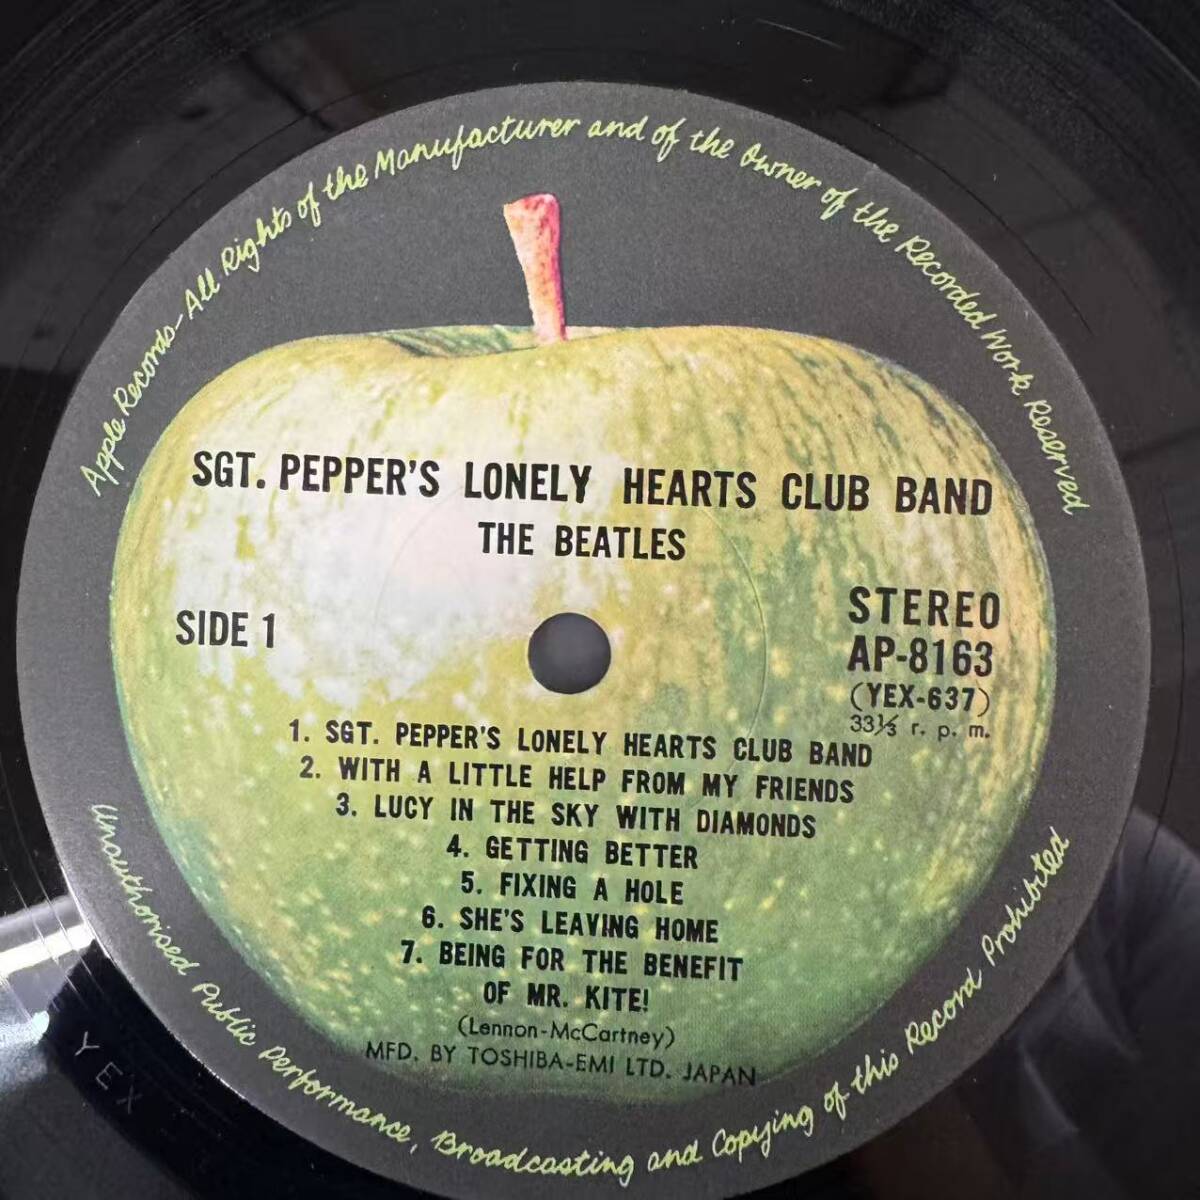 Apple Records-All Rights of the Manufacturer and of the Owner of the Recorded Work Reserved
SGT. PEPPER'S LONELY HEARTS CLUB BAND
THE BEATLES
SIDE 1
STEREO
AP-8163
(YEX-637)
33⅓ r. p. m.
1. SGT. PEPPER'S LONELY HEARTS CLUB BAND
2. WITH A LITTLE HELP FROM MY FRIENDS
3. LUCY IN THE SKY WITH DIAMONDS
4. GETTING BETTER
5. FIXING A HOLE
6. SHE'S LEAVING HOME
7. BEING FOR THE BENEFIT
OF MR. KITE!
(Lennon-McCartney)
MFD. BY TOSHIBA-EMI LTD. JAPAN
Unauthorised Public Performance, Broadcasting and Copying of this Record Prohibited
YEX